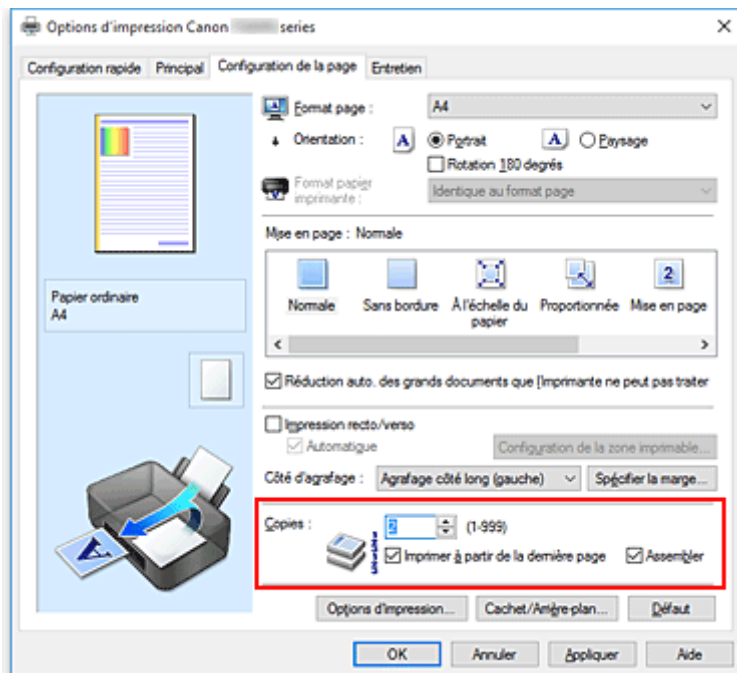 Options d'impression Canon series
Configuration rapide Principal Configuration de la page Entretien
Format page : A4
Orientation : A Portrait A Paysage
Rotation 180 degrés
Format papier
imprimante : Identique au format page
Mise en page : Normale
2
Normale Sans bordure À l'échelle du
papier Proportionnée Mise en page
Papier ordinaire
A4
Réduction auto. des grands documents que l'imprimante ne peut pas traiter
Impression recto/verso
Automatique Configuration de la zone imprimable...
Côté d'agrafage : Agrafage côté long (gauche) Spécifier la marge...
Copies : 2 (1-999)
Imprimer à partir de la dernière page Assembler
A
Options d'impression... Cachet/Arrière-plan... Défaut
OK Annuler Appliquer Aide